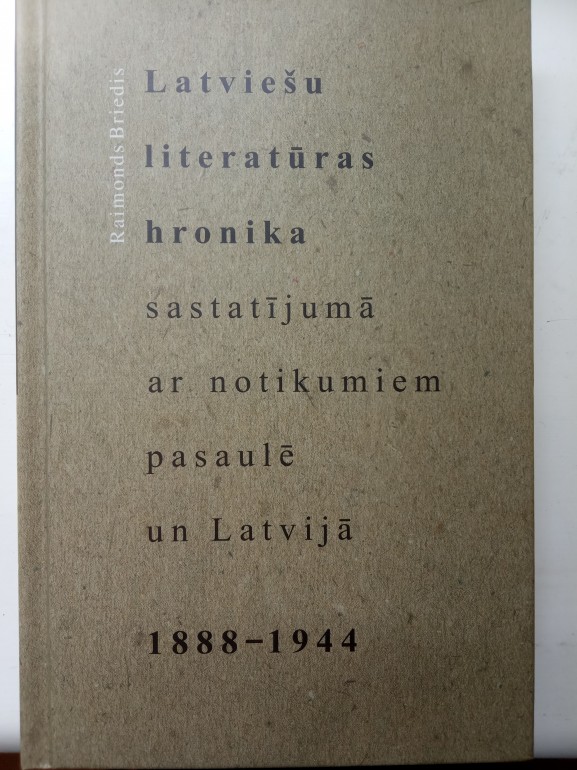 Raimonds Briedis
Latviešu
literatūras
hronika
sastatījumā
ar notikumiem
pasaulē
un Latvijā
1888–1944